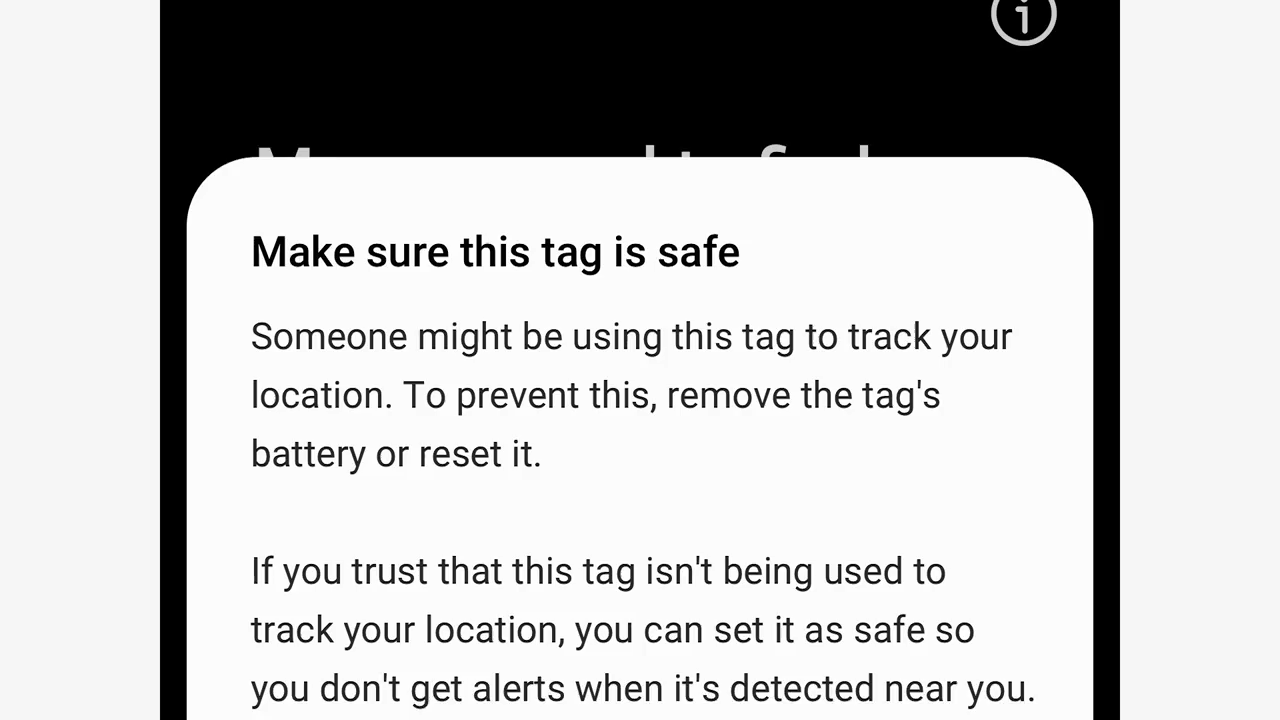 Make sure this tag is safe
Someone might be using this tag to track your
location. To prevent this, remove the tag's
battery or reset it.
If you trust that this tag isn't being used to
track your location, you can set it as safe so
you don't get alerts when it's detected near you.